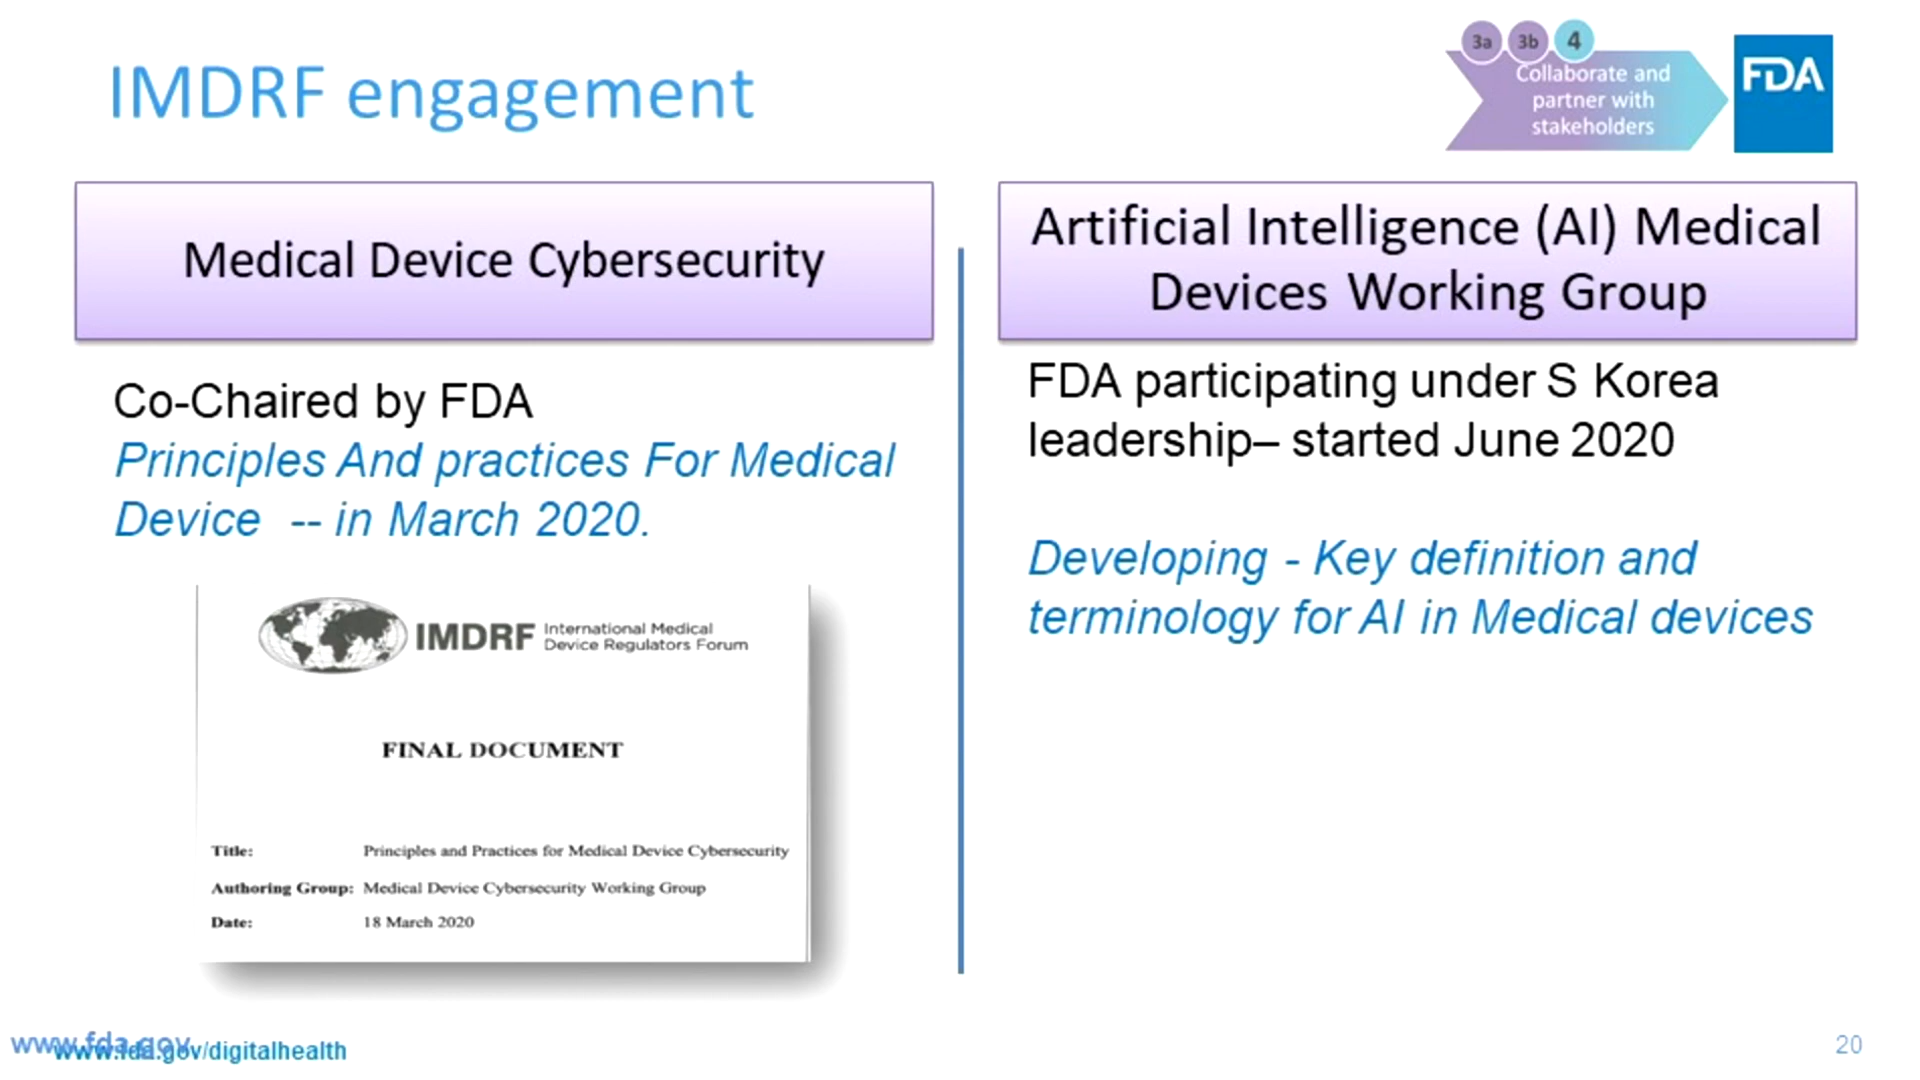 IMDRF engagement
3a 3b 4
Collaborate and
partner with
stakeholders
FDA
Medical Device Cybersecurity
Co-Chaired by FDA
Principles And practices For Medical
Device -- in March 2020.
IMDRF International Medical
Device Regulators Forum
FINAL DOCUMENT
Title: Principles and Practices for Medical Device Cybersecurity
Authoring Group: Medical Device Cybersecurity Working Group
Date: 18 March 2020
Artificial Intelligence (AI) Medical
Devices Working Group
FDA participating under S Korea
leadership– started June 2020
Developing - Key definition and
terminology for AI in Medical devices
www.fda.gov
www.fda.gov/digitalhealth
20